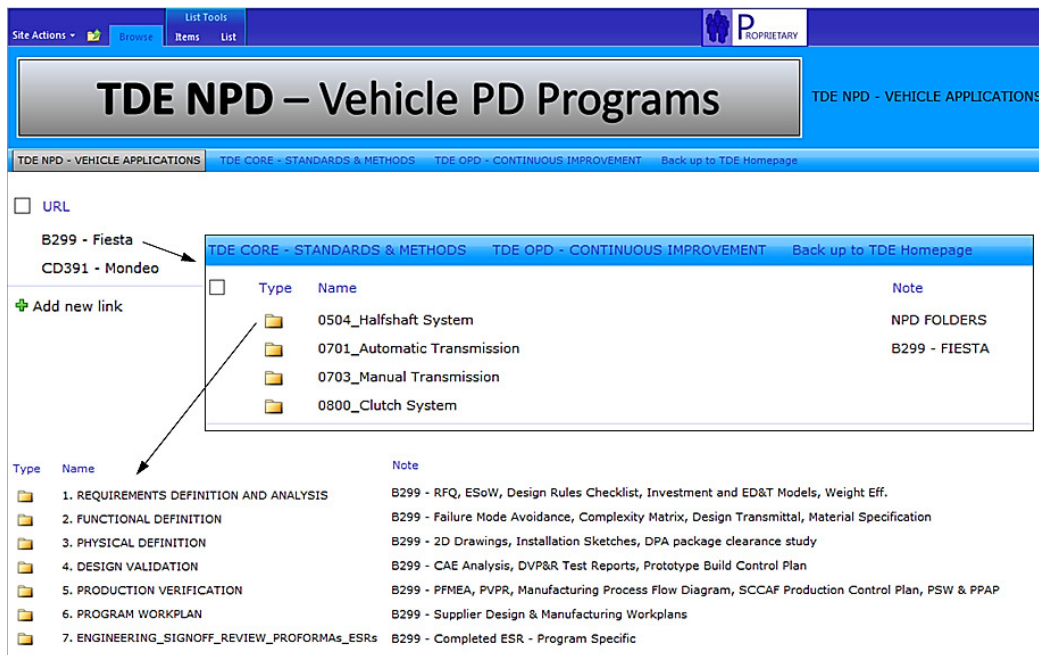 List Tools
Site Actions Browse Items List
PROPRIETARY
TDE NPD – Vehicle PD Programs
TDE NPD - VEHICLE APPLICATIONS
TDE NPD - VEHICLE APPLICATIONS TDE CORE - STANDARDS & METHODS TDE OPD - CONTINUOUS IMPROVEMENT Back up to TDE Homepage
URL
B299 - Fiesta
CD391 - Mondeo
Add new link
TDE CORE - STANDARDS & METHODS TDE OPD - CONTINUOUS IMPROVEMENT Back up to TDE Homepage
Type Name Note
0504_Halfshaft System NPD FOLDERS
0701_Automatic Transmission B299 - FIESTA
0703_Manual Transmission
0800_Clutch System
Type Name Note
1. REQUIREMENTS DEFINITION AND ANALYSIS B299 - RFQ, ESoW, Design Rules Checklist, Investment and ED&T Models, Weight Eff.
2. FUNCTIONAL DEFINITION B299 - Failure Mode Avoidance, Complexity Matrix, Design Transmittal, Material Specification
3. PHYSICAL DEFINITION B299 - 2D Drawings, Installation Sketches, DPA package clearance study
4. DESIGN VALIDATION B299 - CAE Analysis, DVP&R Test Reports, Prototype Build Control Plan
5. PRODUCTION VERIFICATION B299 - PFMEA, PVPR, Manufacturing Process Flow Diagram, SCCAF Production Control Plan, PSW & PPAP
6. PROGRAM WORKPLAN B299 - Supplier Design & Manufacturing Workplans
7. ENGINEERING_SIGNOFF_REVIEW_PROFORMAs_ESRs B299 - Completed ESR - Program Specific